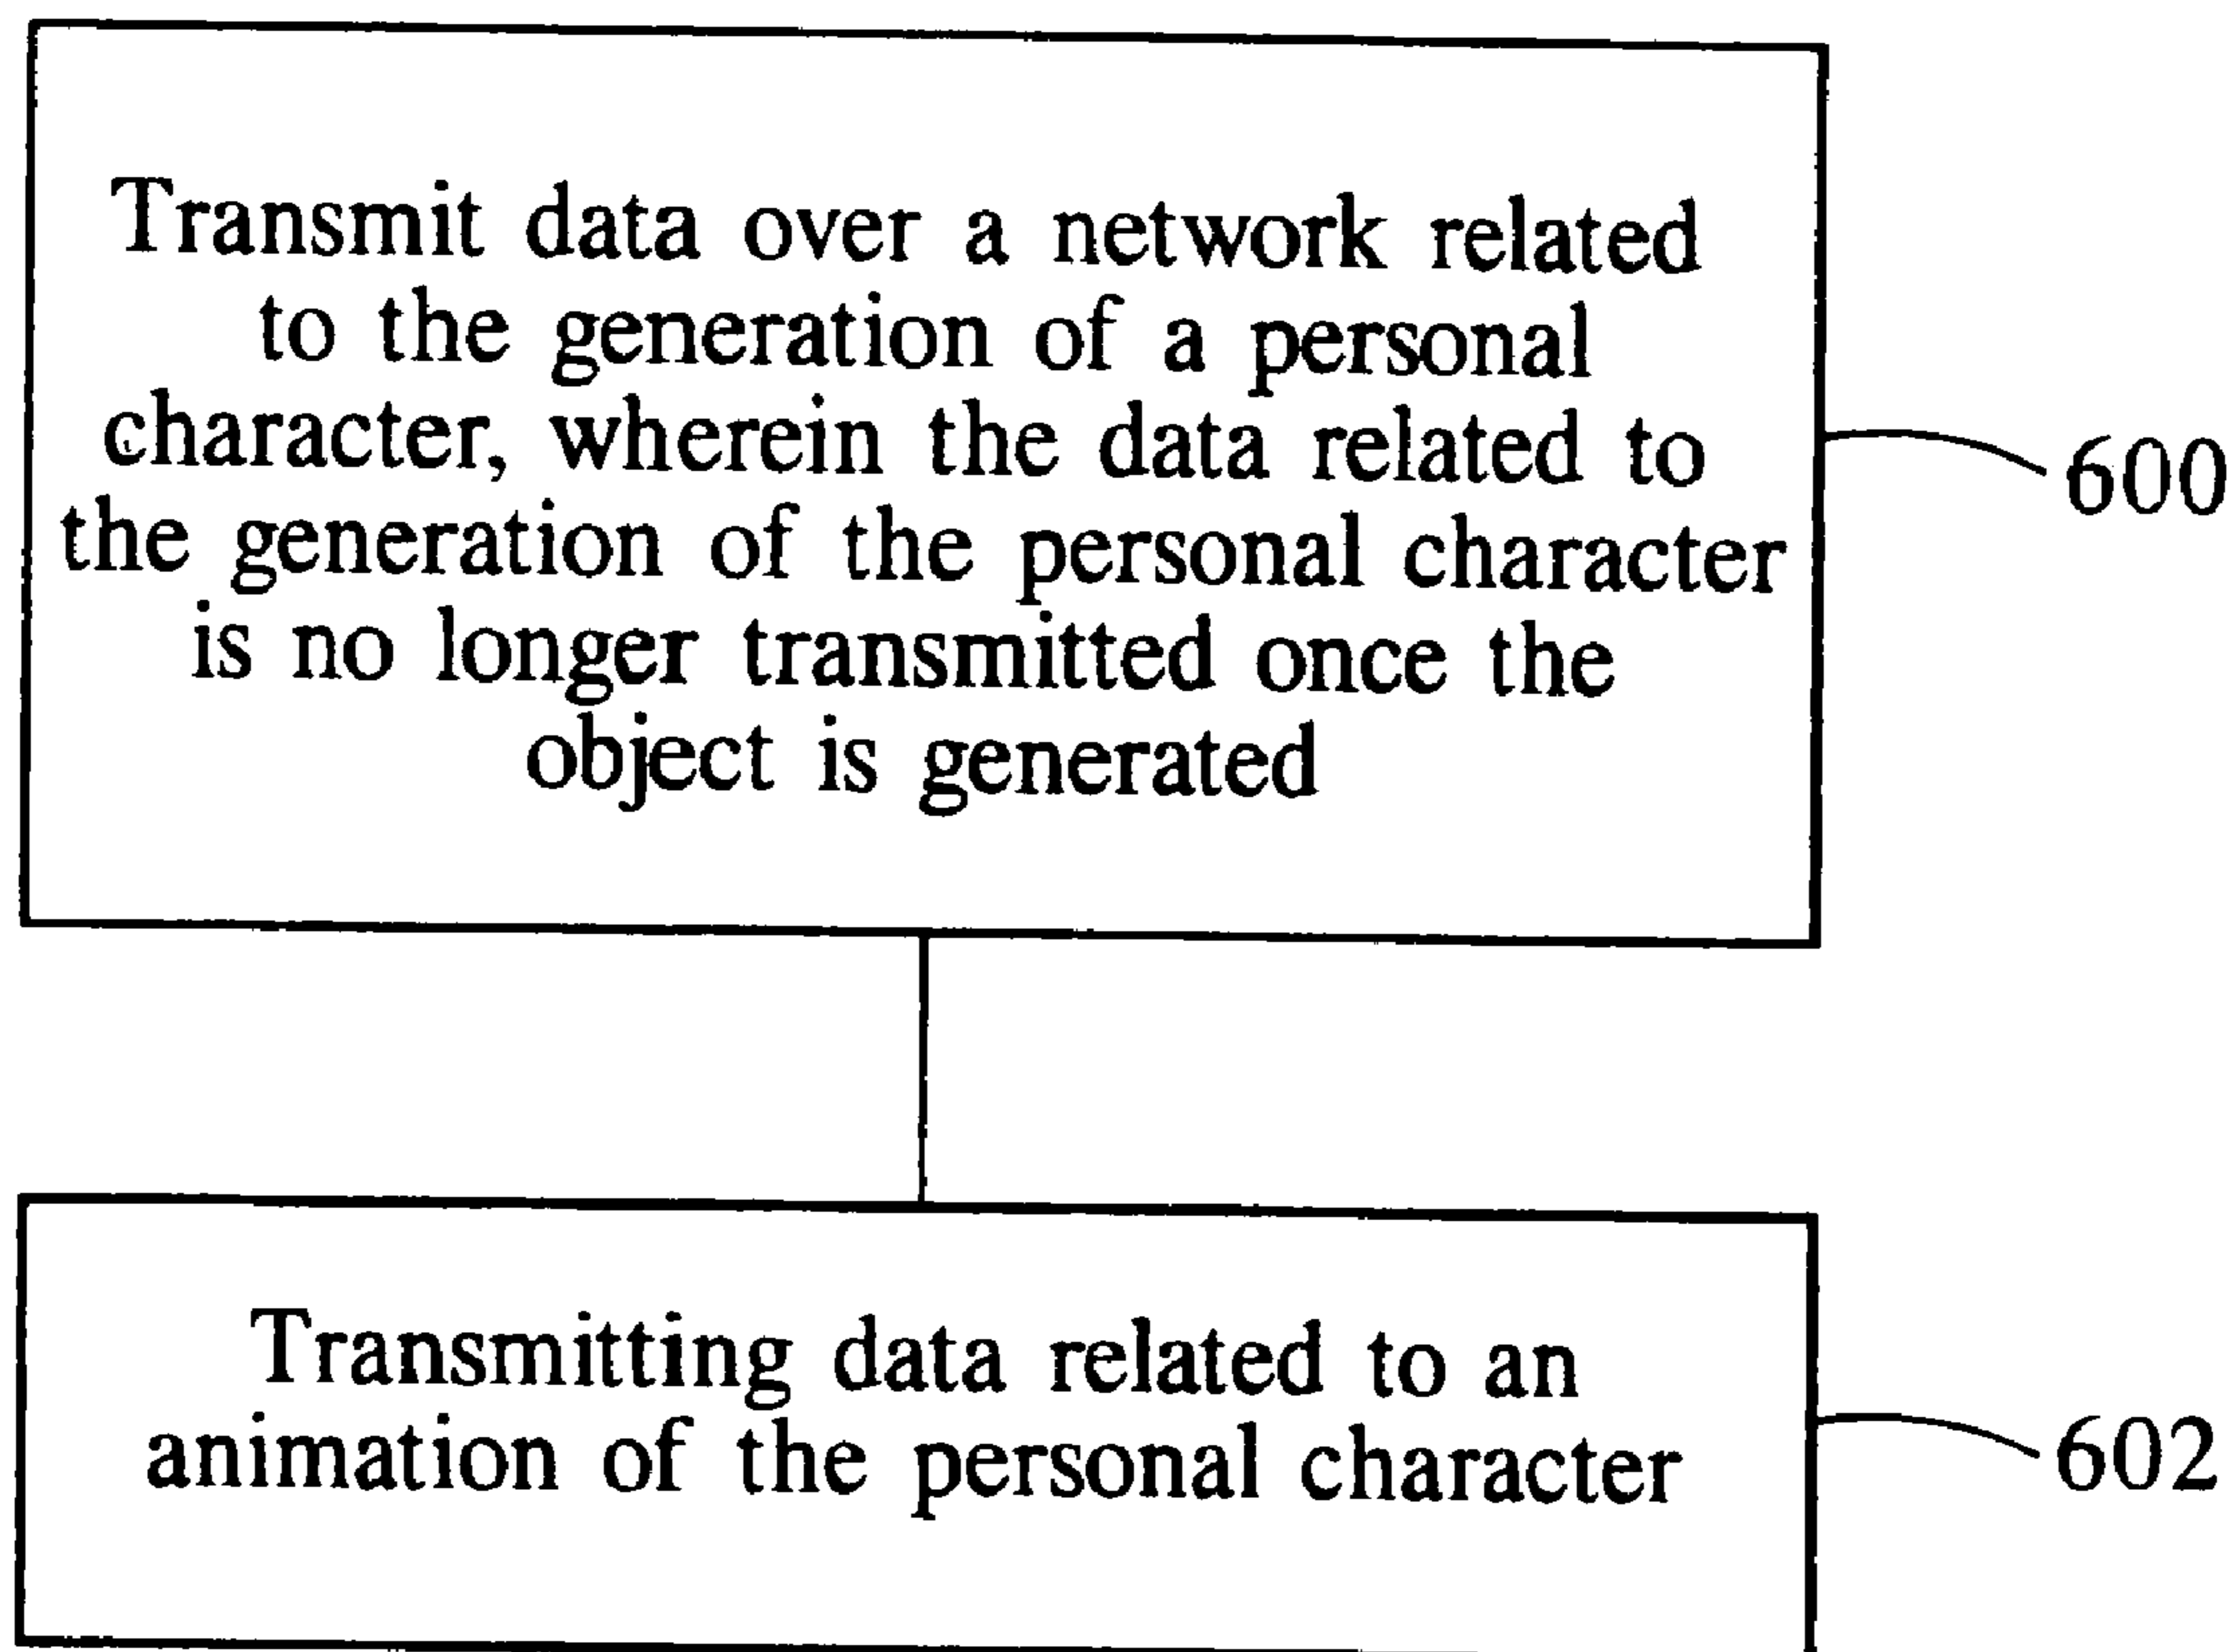 Transmit data over a network related
to the generation of a personal
character, wherein the data related to
the generation of the personal character
is no longer transmitted once the
object is generated
600
Transmitting data related to an
animation of the personal character
602